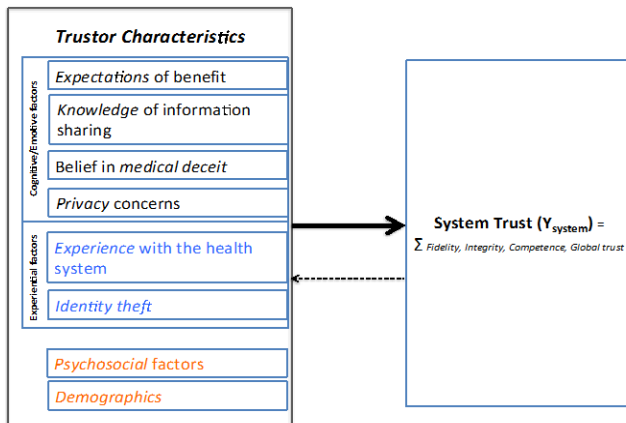 Trustor Characteristics
Cognitive/Emotive factors
Expectations of benefit
Knowledge of information
sharing
Belief in medical deceit
Privacy concerns
Experiential factors
Experience with the health
system
Identity theft
Psychosocial factors
Demographics
System Trust (Ysystem) =
∑ Fidelity, Integrity, Competence, Global trust